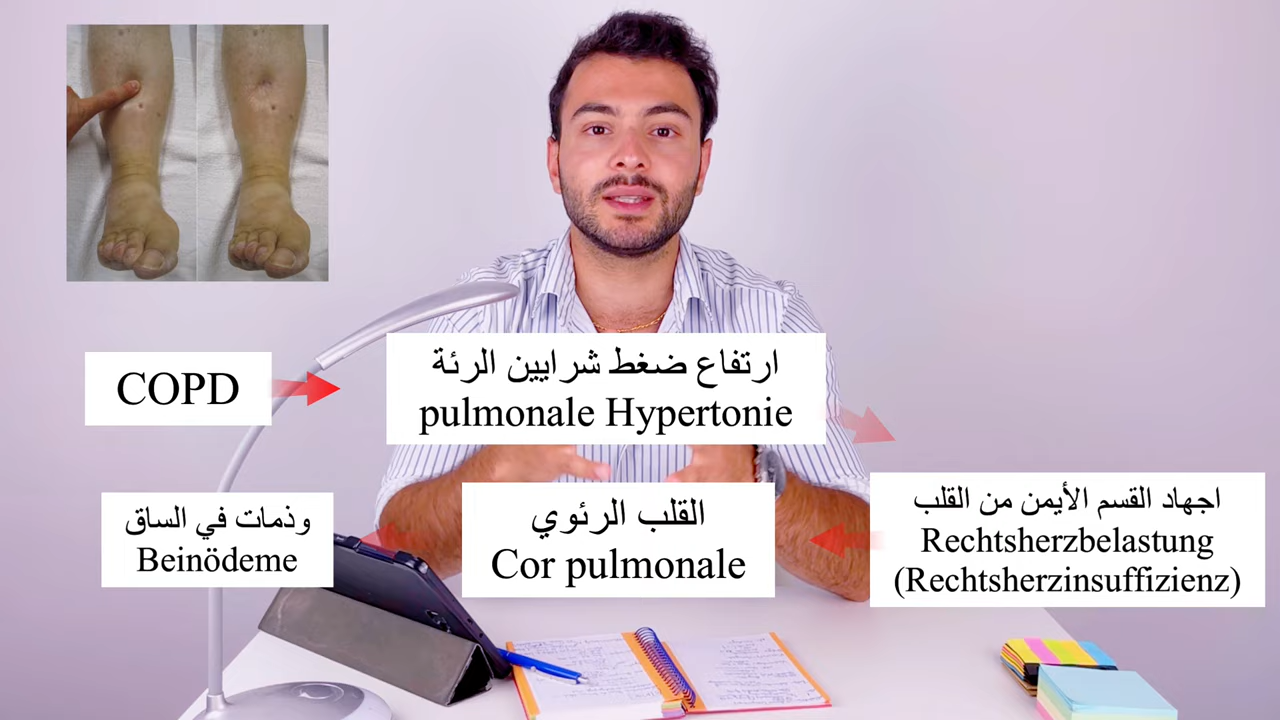 COPD
ارتفاع ضغط شرايين الرئة
pulmonale Hypertonie
اجهاد القسم الأيمن من القلب
Rechtsherzbelastung
(Rechtsherzinsuffizienz)
القلب الرئوي
Cor pulmonale
وذمات في الساق
Beinödeme